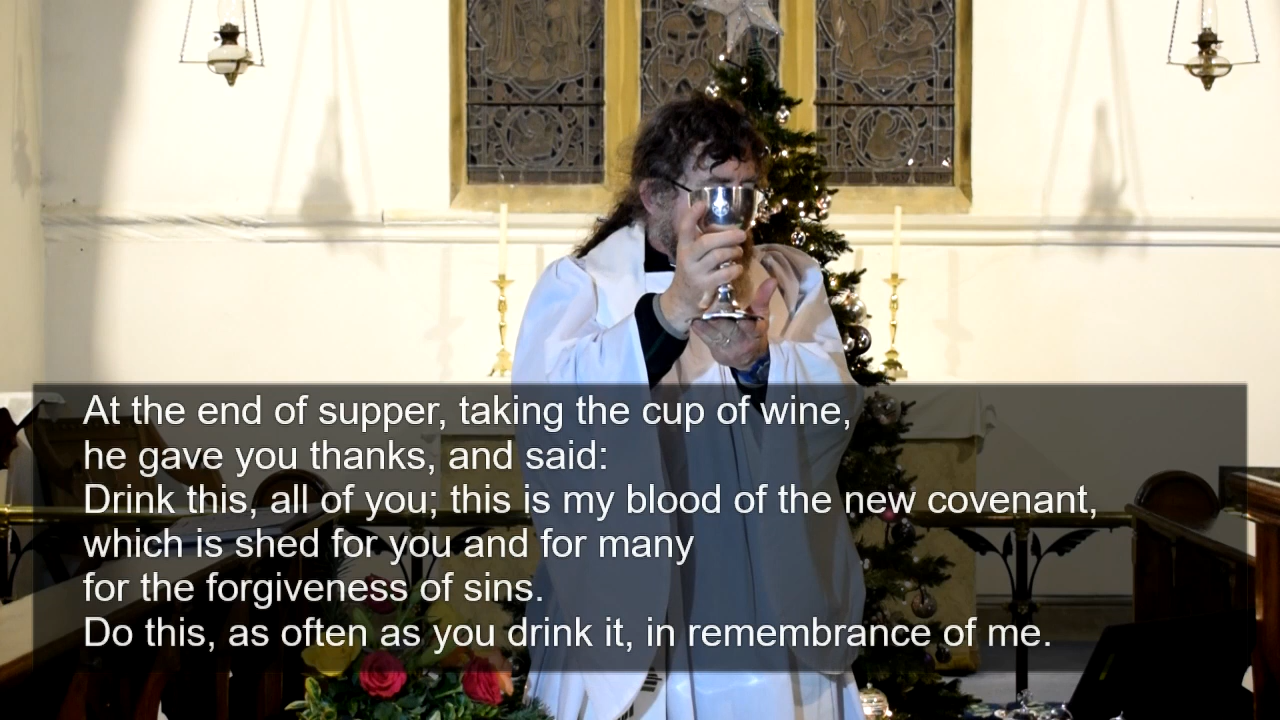 At the end of supper, taking the cup of wine,
he gave you thanks, and said:
Drink this, all of you; this is my blood of the new covenant,
which is shed for you and for many
for the forgiveness of sins.
Do this, as often as you drink it, in remembrance of me.